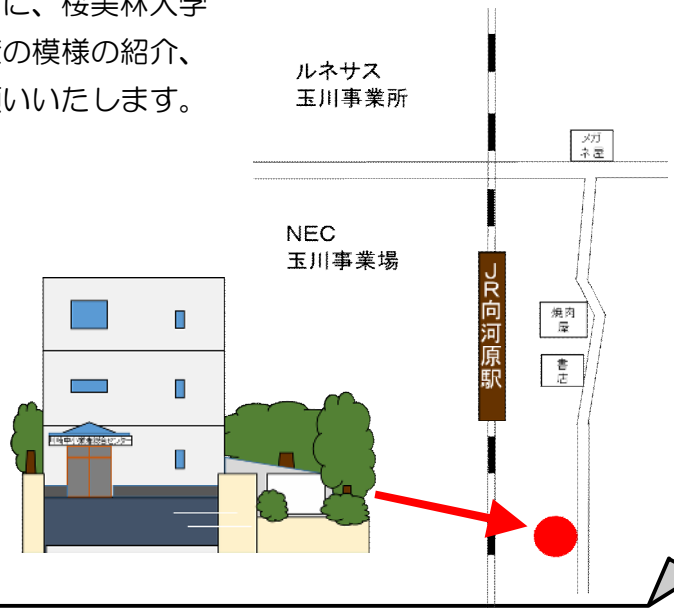 に、桜美林大学
の模様の紹介、
いいたします。
ルネサス
玉川事業所
メガ
ネ屋
NEC
玉川事業場
JR向河原駅
焼肉
屋
書
店